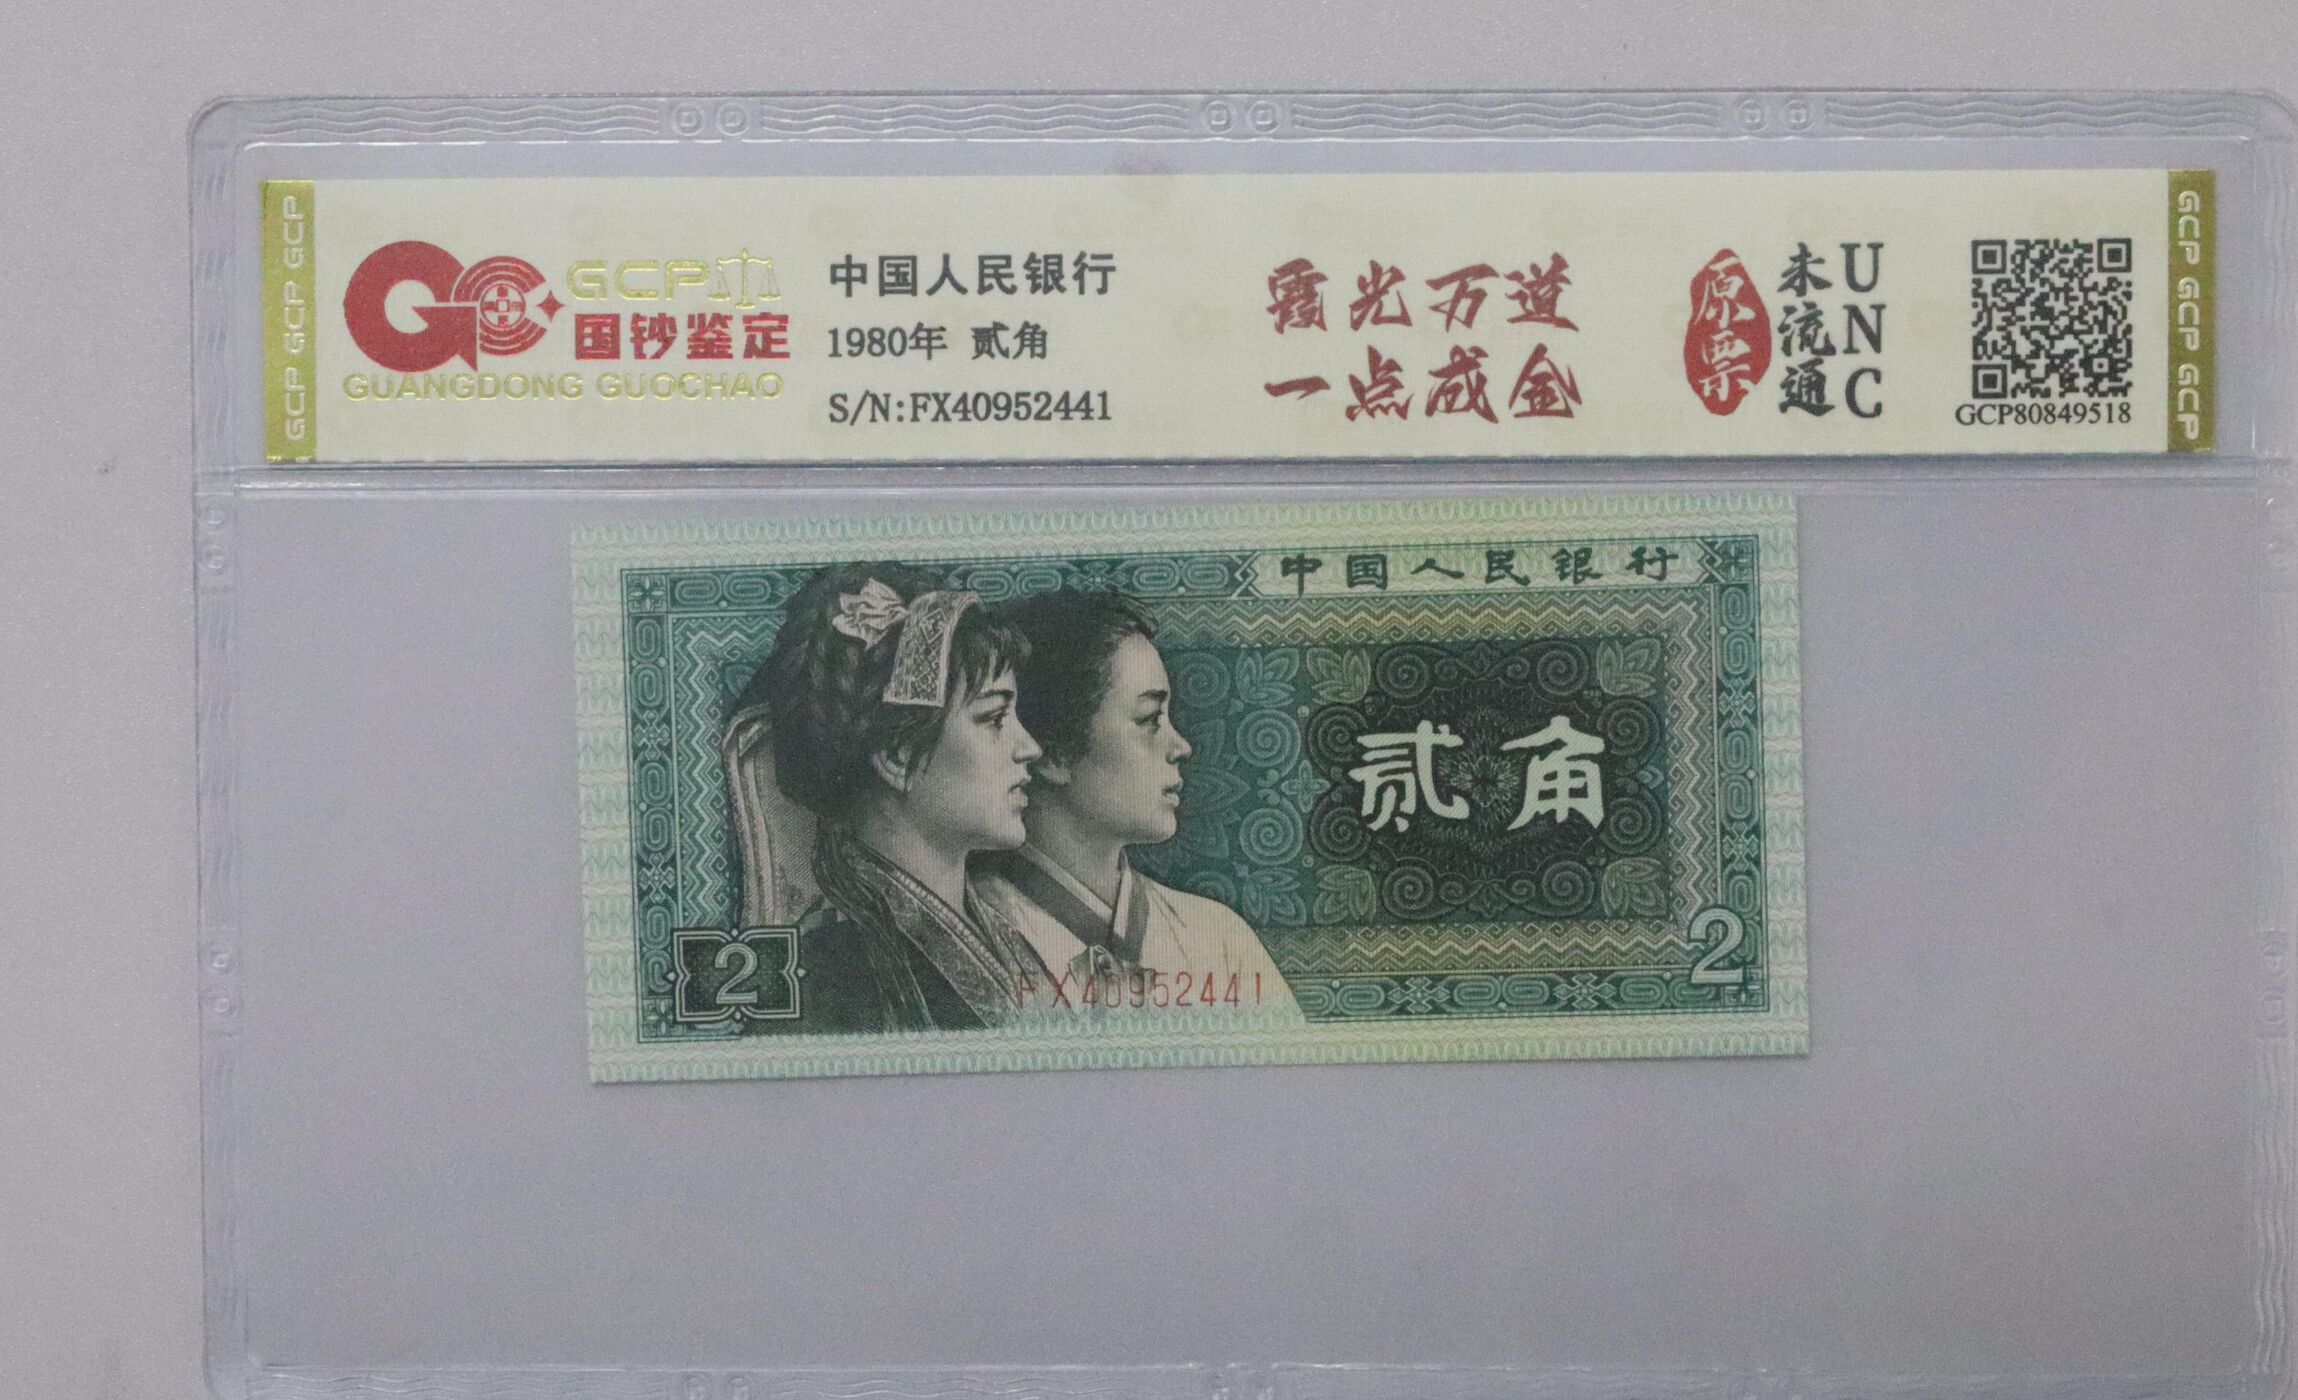 GCP
国钞鉴定
GUANGDONG GUOCHAO
中国人民银行
1980年 贰角
S/N:FX40952441
霞光万道
一点成金
原票
未流通
UNC
GCP80849518
GCP GCP GCP
GCP GCP GCP
中国人民银行
贰角
2
2
FX40952441